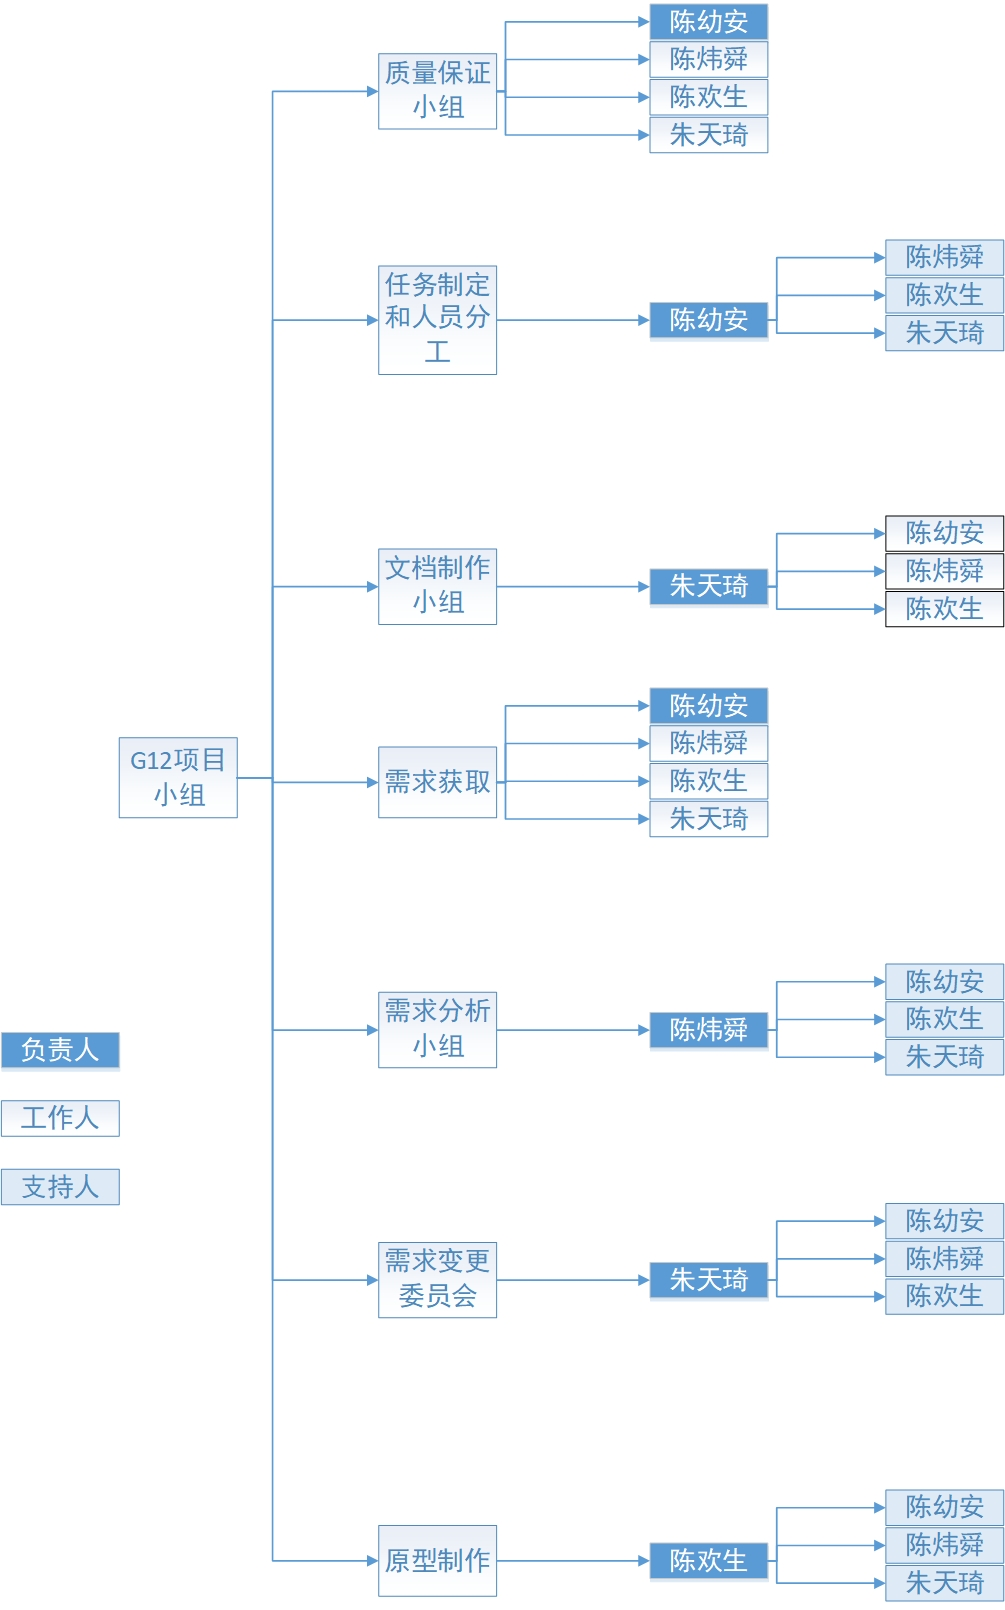 陈幼安
陈炜舜
陈欢生
朱天琦
质量保证
小组
任务制定
和人员分
工
陈幼安
陈炜舜
陈欢生
朱天琦
文档制作
小组
朱天琦
陈幼安
陈炜舜
陈欢生
G12项目
小组
需求获取
陈幼安
陈炜舜
陈欢生
朱天琦
需求分析
小组
陈炜舜
陈幼安
陈欢生
朱天琦
负责人
工作人
支持人
需求变更
委员会
朱天琦
陈幼安
陈炜舜
陈欢生
原型制作
陈欢生
陈幼安
陈炜舜
朱天琦